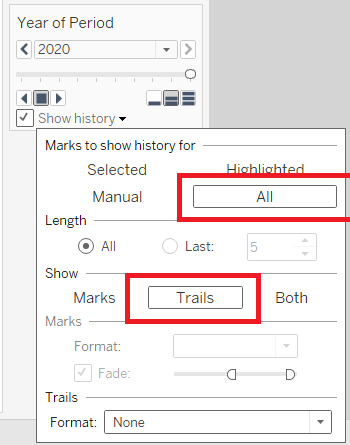 Year of Period
2020
Show history
Marks to show history for
Selected Highlighted
Manual All
Length
All Last: 5
Show
Marks Trails Both
Marks
Format:
Fade:
Trails
Format: None